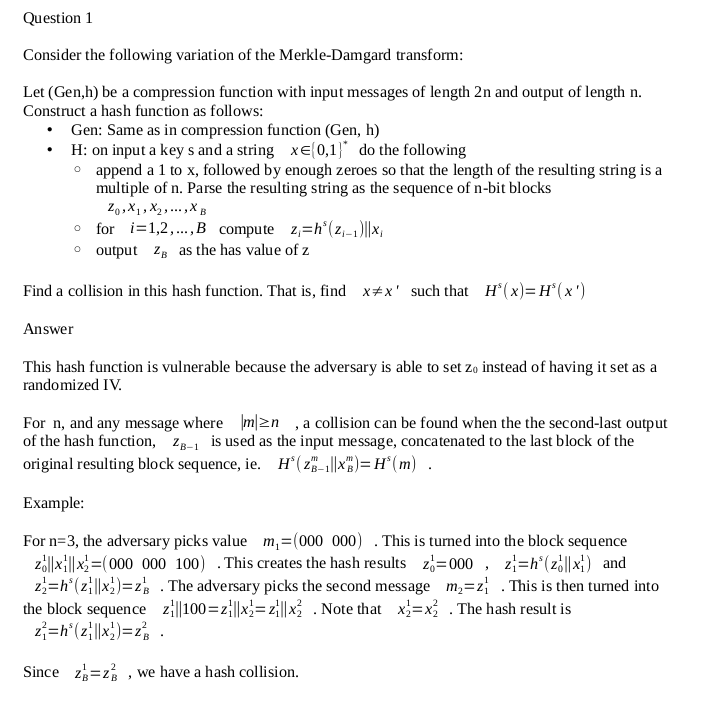 Question 1
Consider the following variation of the Merkle-Damgard transform:
Let (Gen,h) be a compression function with input messages of length 2n and output of length n.
Construct a hash function as follows:
• Gen: Same as in compression function (Gen, h)
• H: on input a key s and a string x∈{0,1}^* do the following
◦ append a 1 to x, followed by enough zeroes so that the length of the resulting string is a
multiple of n. Parse the resulting string as the sequence of n-bit blocks
z_0, x_1, x_2, ..., x_B
◦ for i=1,2,...,B compute z_i=h^s(z_{i−1})||x_i
◦ output z_B as the has value of z
Find a collision in this hash function. That is, find x≠x' such that H^s(x)=H^s(x')
Answer
This hash function is vulnerable because the adversary is able to set z_0 instead of having it set as a
randomized IV.
For n, and any message where |m|≥n , a collision can be found when the the second-last output
of the hash function, z_{B−1} is used as the input message, concatenated to the last block of the
original resulting block sequence, ie. H^s(z_{B−1}^m||x_B^m)=H^s(m) .
Example:
For n=3, the adversary picks value m_1=(000 000) . This is turned into the block sequence
z_0^1||x_1^1||x_2^1=(000 000 100) . This creates the hash results z_0^1=000 , z_1^1=h^s(z_0^1||x_1^1) and
z_2^1=h^s(z_1^1||x_2^1)=z_B^1 . The adversary picks the second message m_2=z_1^1 . This is then turned into
the block sequence z_1^1||100=z_1^1||x_2^1=z_1^1||x_2^2 . Note that x_2^1=x_2^2 . The hash result is
z_1^2=h^s(z_1^1||x_2^1)=z_B^2 .
Since z_B^1=z_B^2 , we have a hash collision.